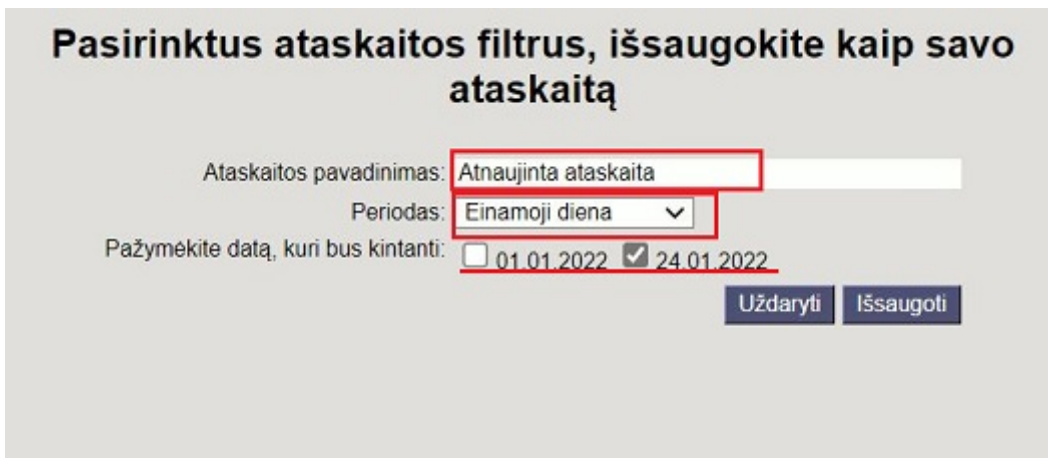 Pasirinktus ataskaitos filtrus, išsaugokite kaip savo
ataskaitą
Ataskaitos pavadinimas: Atnaujinta ataskaita
Periodas: Einamoji diena
Pažymėkite datą, kuri bus kintanti: 01.01.2022 24.01.2022
Uždaryti Išsaugoti